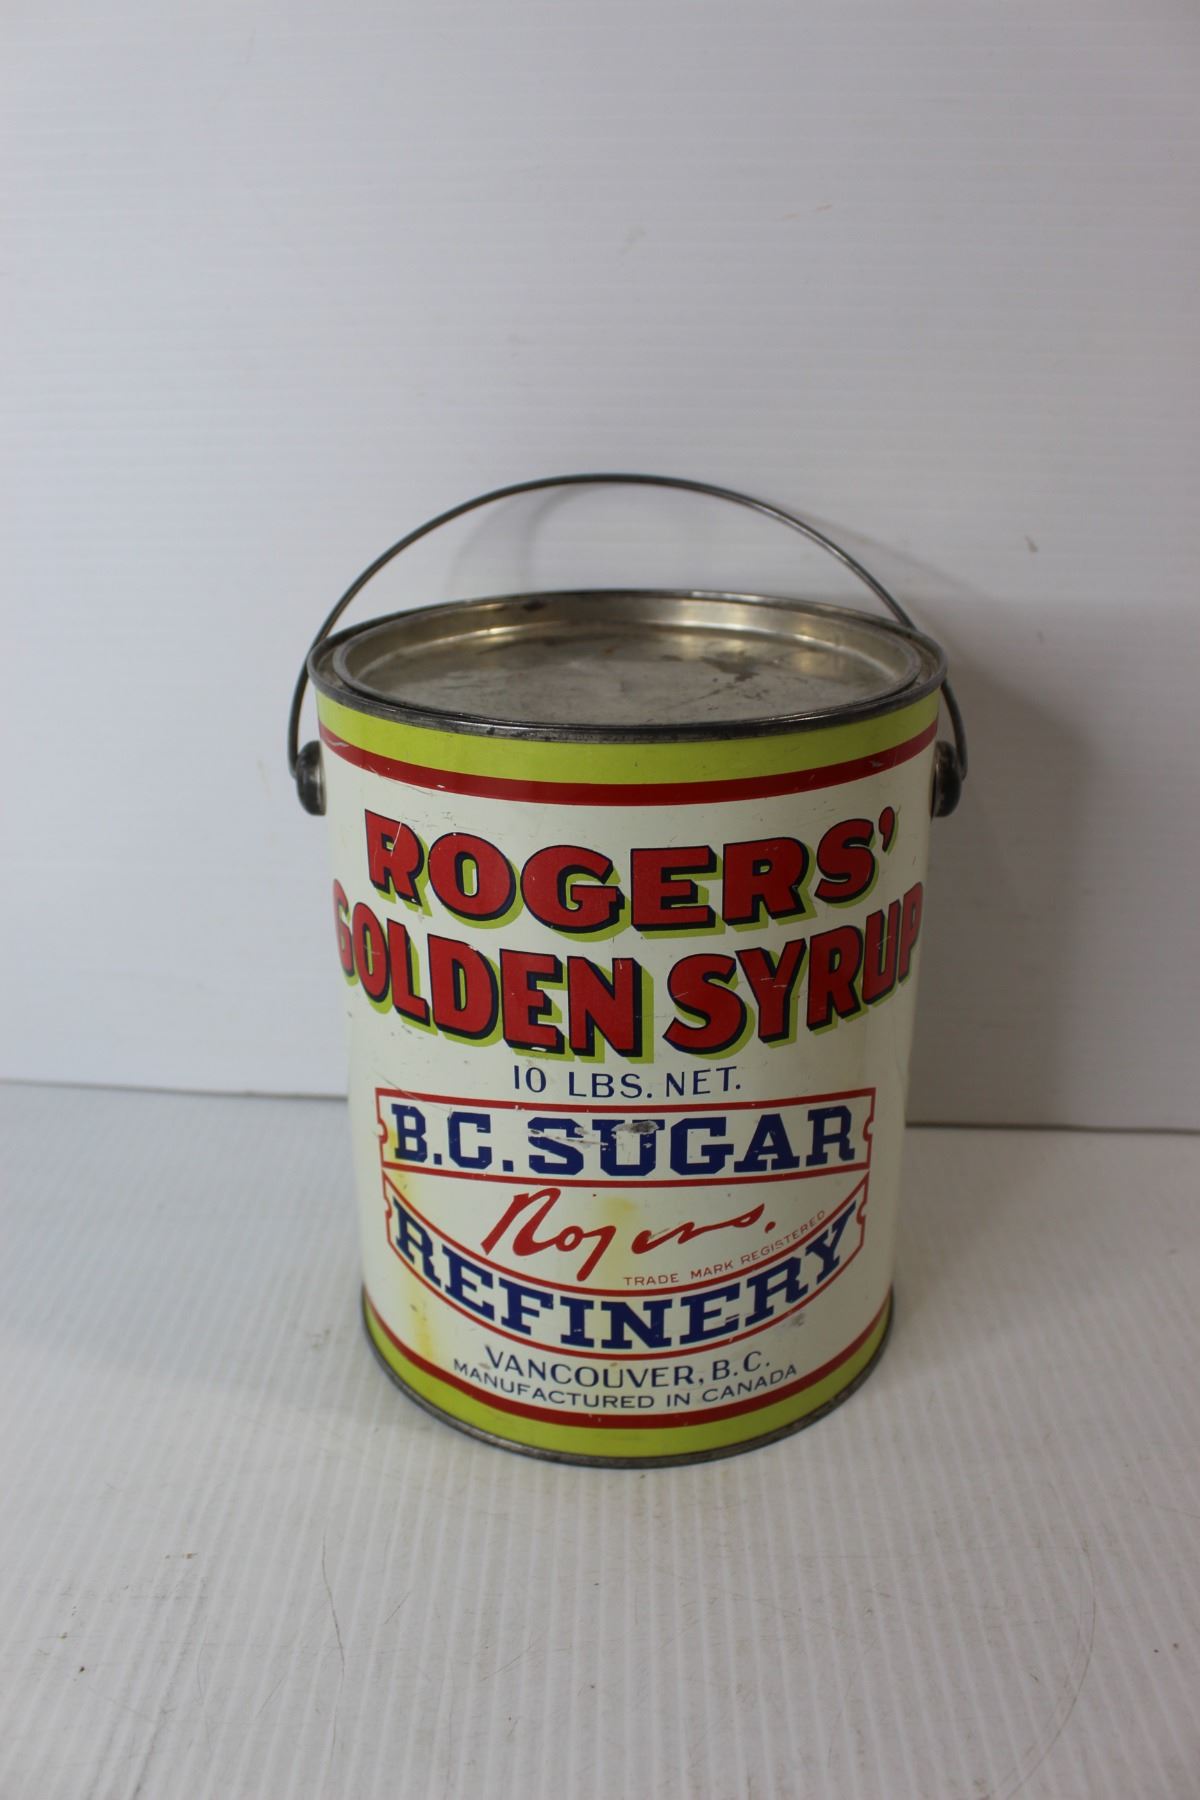 ROGERS'
GOLDEN SYRUP
10 LBS. NET.
B.C. SUGAR
Rogers.
TRADE MARK REGISTERED
REFINERY
VANCOUVER, B.C.
MANUFACTURED IN CANADA